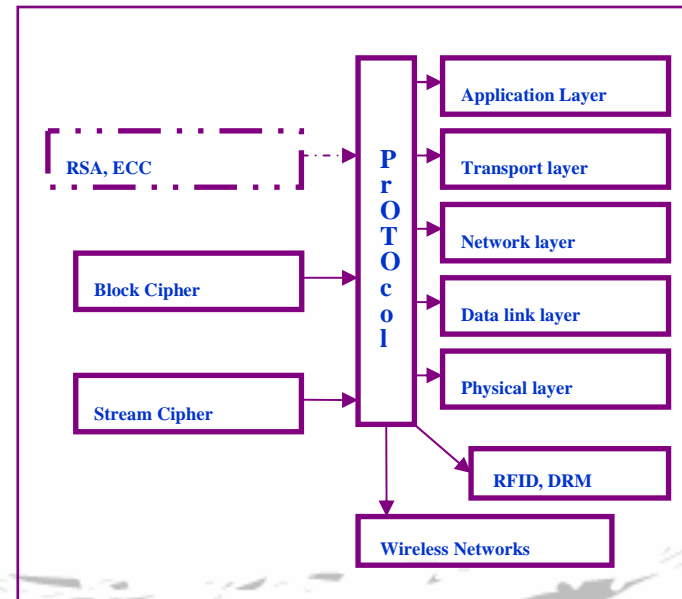 Application Layer
RSA, ECC
Transport layer
PrOTOcol
Network layer
Block Cipher
Data link layer
Stream Cipher
Physical layer
RFID, DRM
Wireless Networks